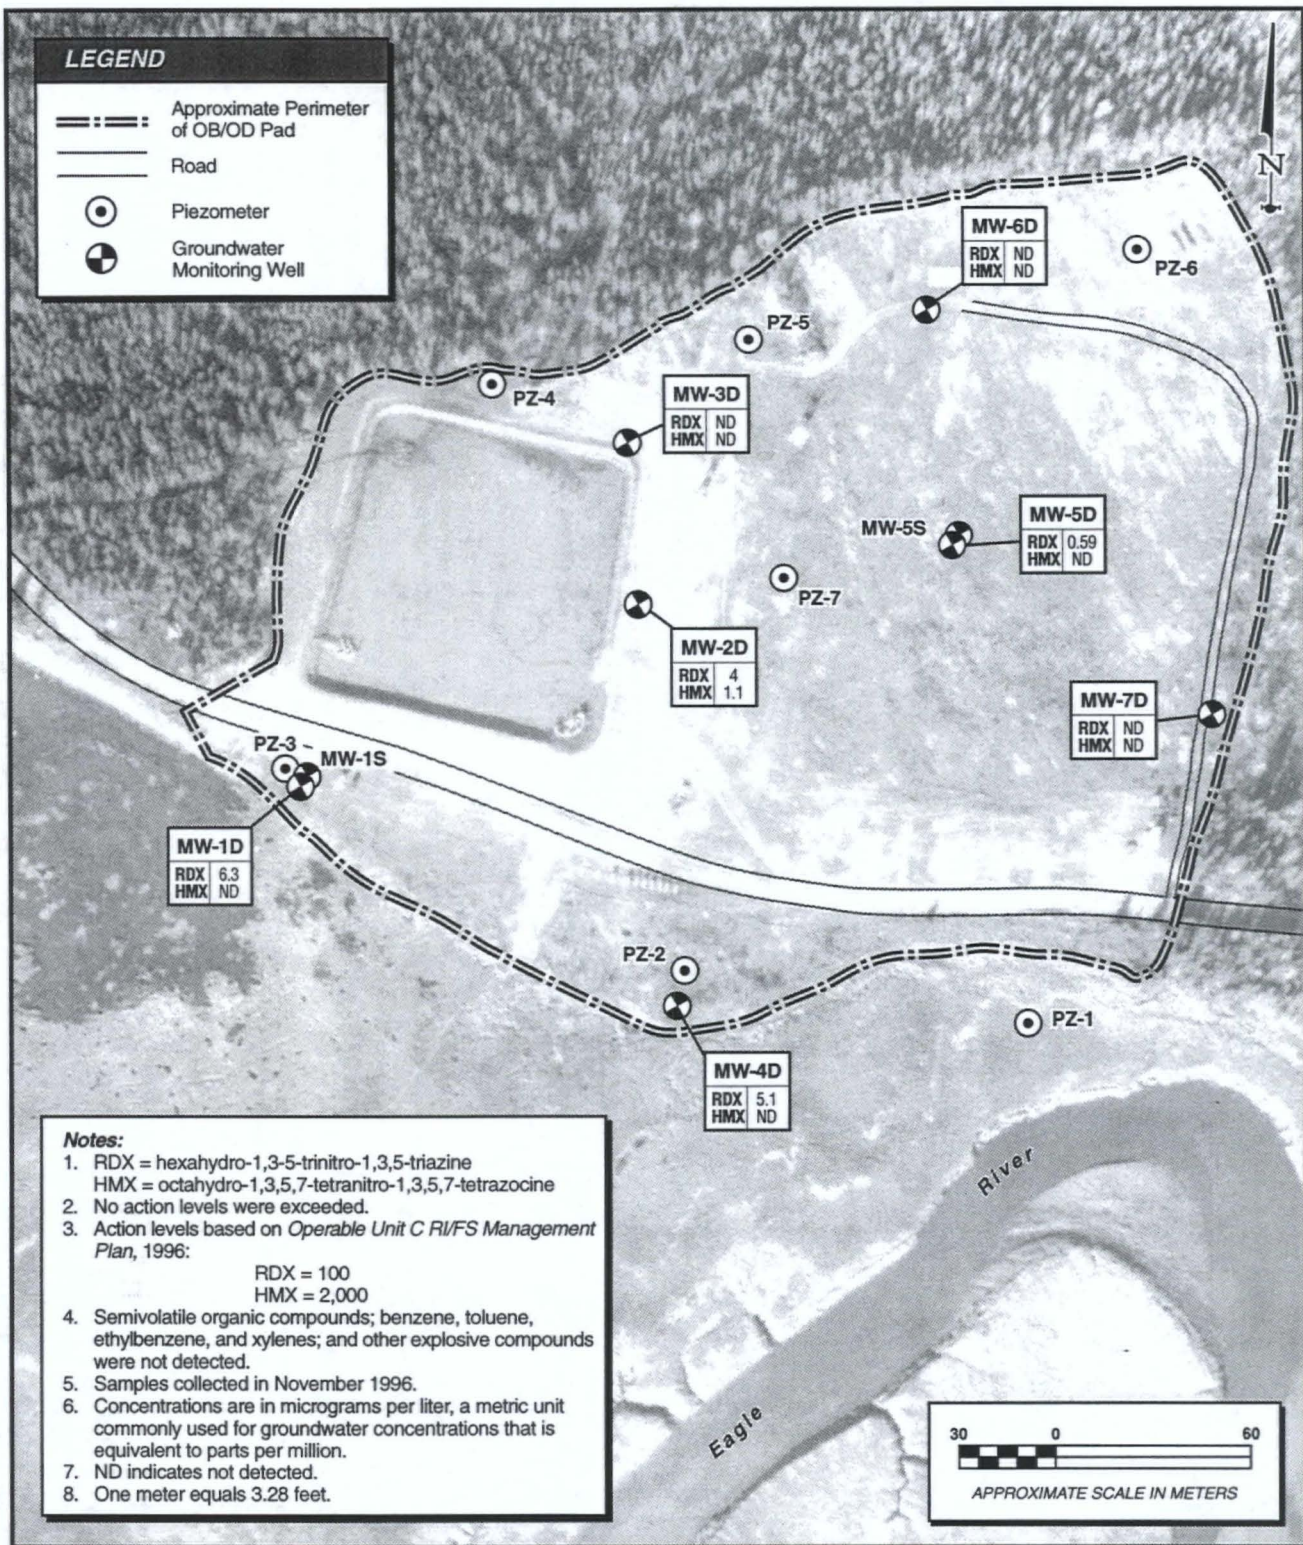 LEGEND
Approximate Perimeter
of OB/OD Pad
Road
Piezometer
Groundwater
Monitoring Well
N
MW-6D
RDX ND
HMX ND
PZ-6
PZ-5
PZ-4
MW-3D
RDX ND
HMX ND
MW-5S
MW-5D
RDX 0.59
HMX ND
PZ-7
MW-2D
RDX 4
HMX 1.1
MW-7D
RDX ND
HMX ND
PZ-3
MW-1S
MW-1D
RDX 6.3
HMX ND
PZ-2
PZ-1
MW-4D
RDX 5.1
HMX ND
Eagle River
Notes:
1. RDX = hexahydro-1,3-5-trinitro-1,3,5-triazine
HMX = octahydro-1,3,5,7-tetranitro-1,3,5,7-tetrazocine
2. No action levels were exceeded.
3. Action levels based on Operable Unit C RI/FS Management
Plan, 1996:
RDX = 100
HMX = 2,000
4. Semivolatile organic compounds; benzene, toluene,
ethylbenzene, and xylenes; and other explosive compounds
were not detected.
5. Samples collected in November 1996.
6. Concentrations are in micrograms per liter, a metric unit
commonly used for groundwater concentrations that is
equivalent to parts per million.
7. ND indicates not detected.
8. One meter equals 3.28 feet.
30 0 60
APPROXIMATE SCALE IN METERS